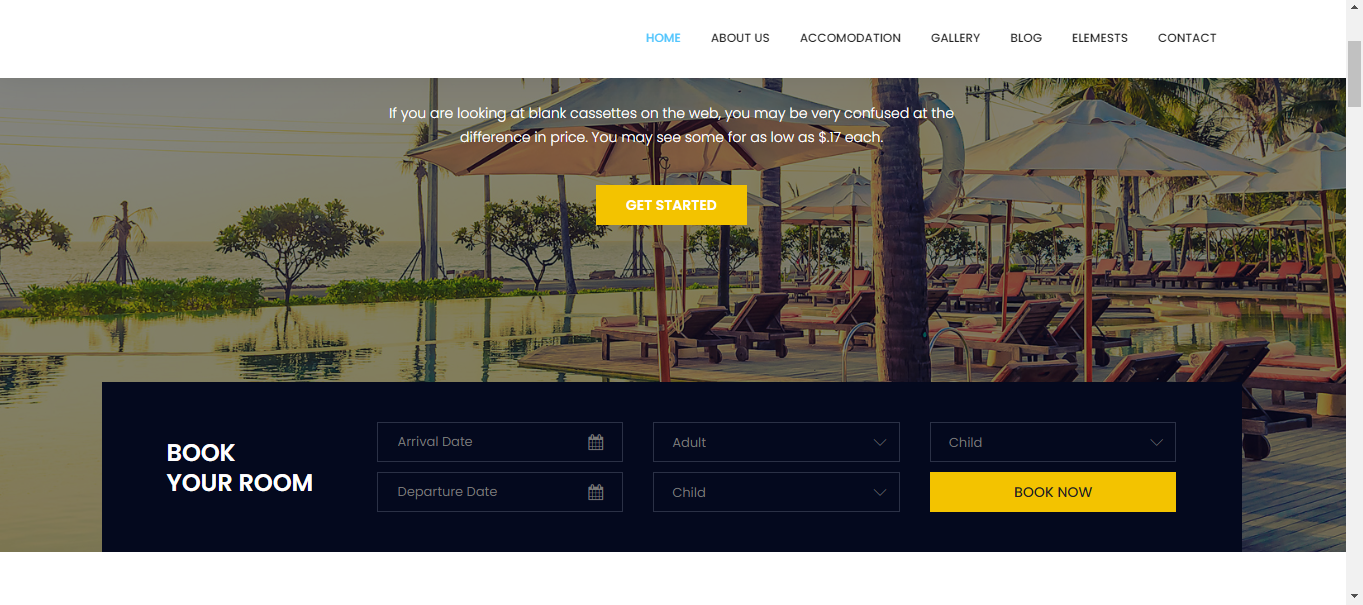 HOME ABOUT US ACCOMODATION GALLERY BLOG ELEMESTS CONTACT
If you are looking at blank cassettes on the web, you may be very confused at the
difference in price. You may see some for as low as $.17 each.
GET STARTED
BOOK
YOUR ROOM
Arrival Date
Adult
Child
Departure Date
Child
BOOK NOW